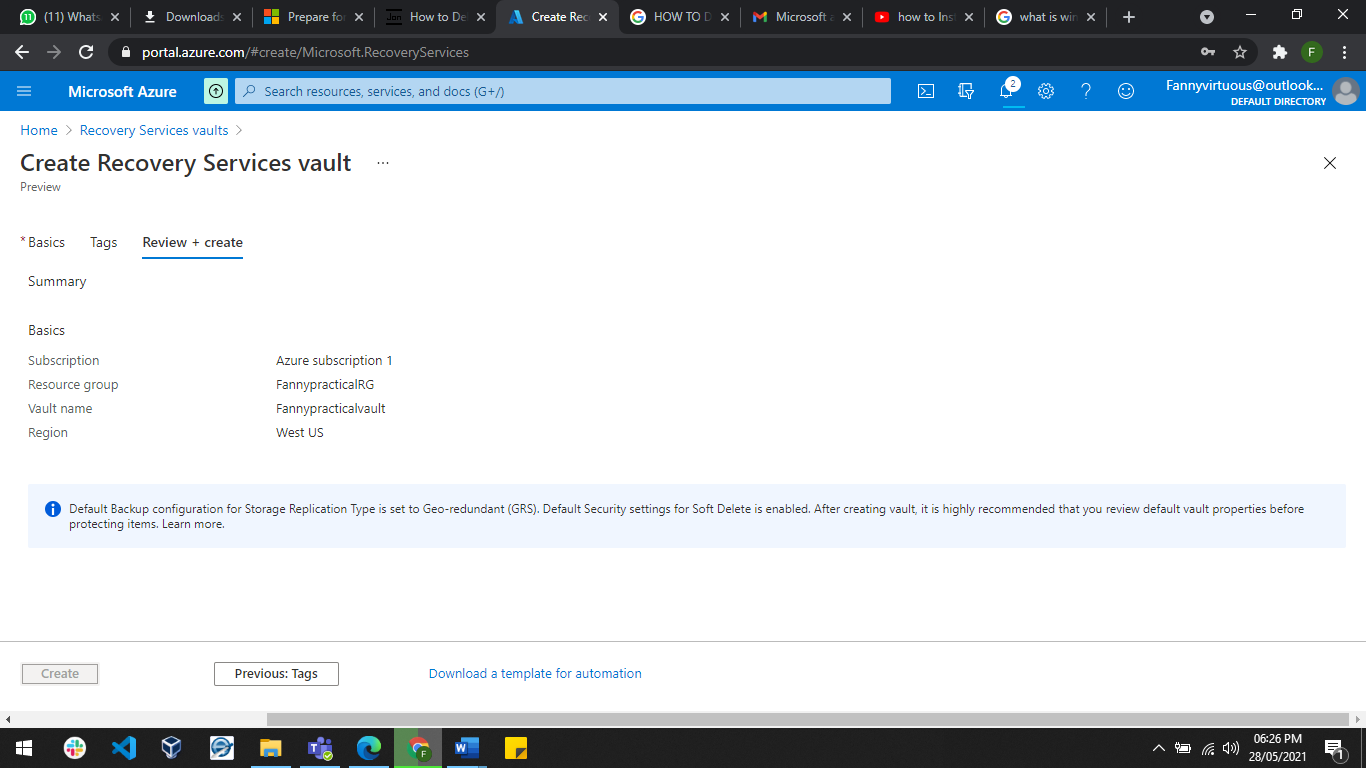 (11) Whats
Downloads
Prepare for
Jon
How to De
Create Rec
HOW TO D
Microsoft a
how to Inst
what is win
portal.azure.com/#create/Microsoft.RecoveryServices
F
Microsoft Azure
Search resources, services, and docs (G+/)
2
Fannyvirtuous@outlook...
DEFAULT DIRECTORY
Home > Recovery Services vaults >
Create Recovery Services vault ...
Preview
* Basics Tags Review + create
Summary
Basics
Subscription Azure subscription 1
Resource group FannypracticalRG
Vault name Fannypracticalvault
Region West US
Default Backup configuration for Storage Replication Type is set to Geo-redundant (GRS). Default Security settings for Soft Delete is enabled. After creating vault, it is highly recommended that you review default vault properties before
protecting items. Learn more.
Create Previous: Tags Download a template for automation
06:26 PM
28/05/2021
1